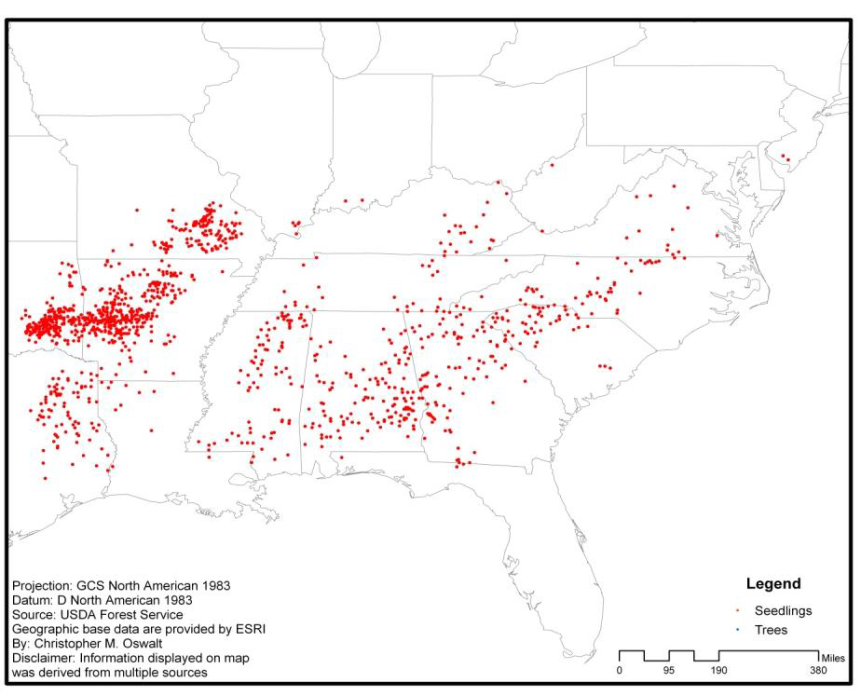 Projection: GCS North American 1983
Datum: D North American 1983
Source: USDA Forest Service
Geographic base data are provided by ESRI
By: Christopher M. Oswalt
Disclaimer: Information displayed on map
was derived from multiple sources
Legend
Seedlings
Trees
Miles
0 95 190 380